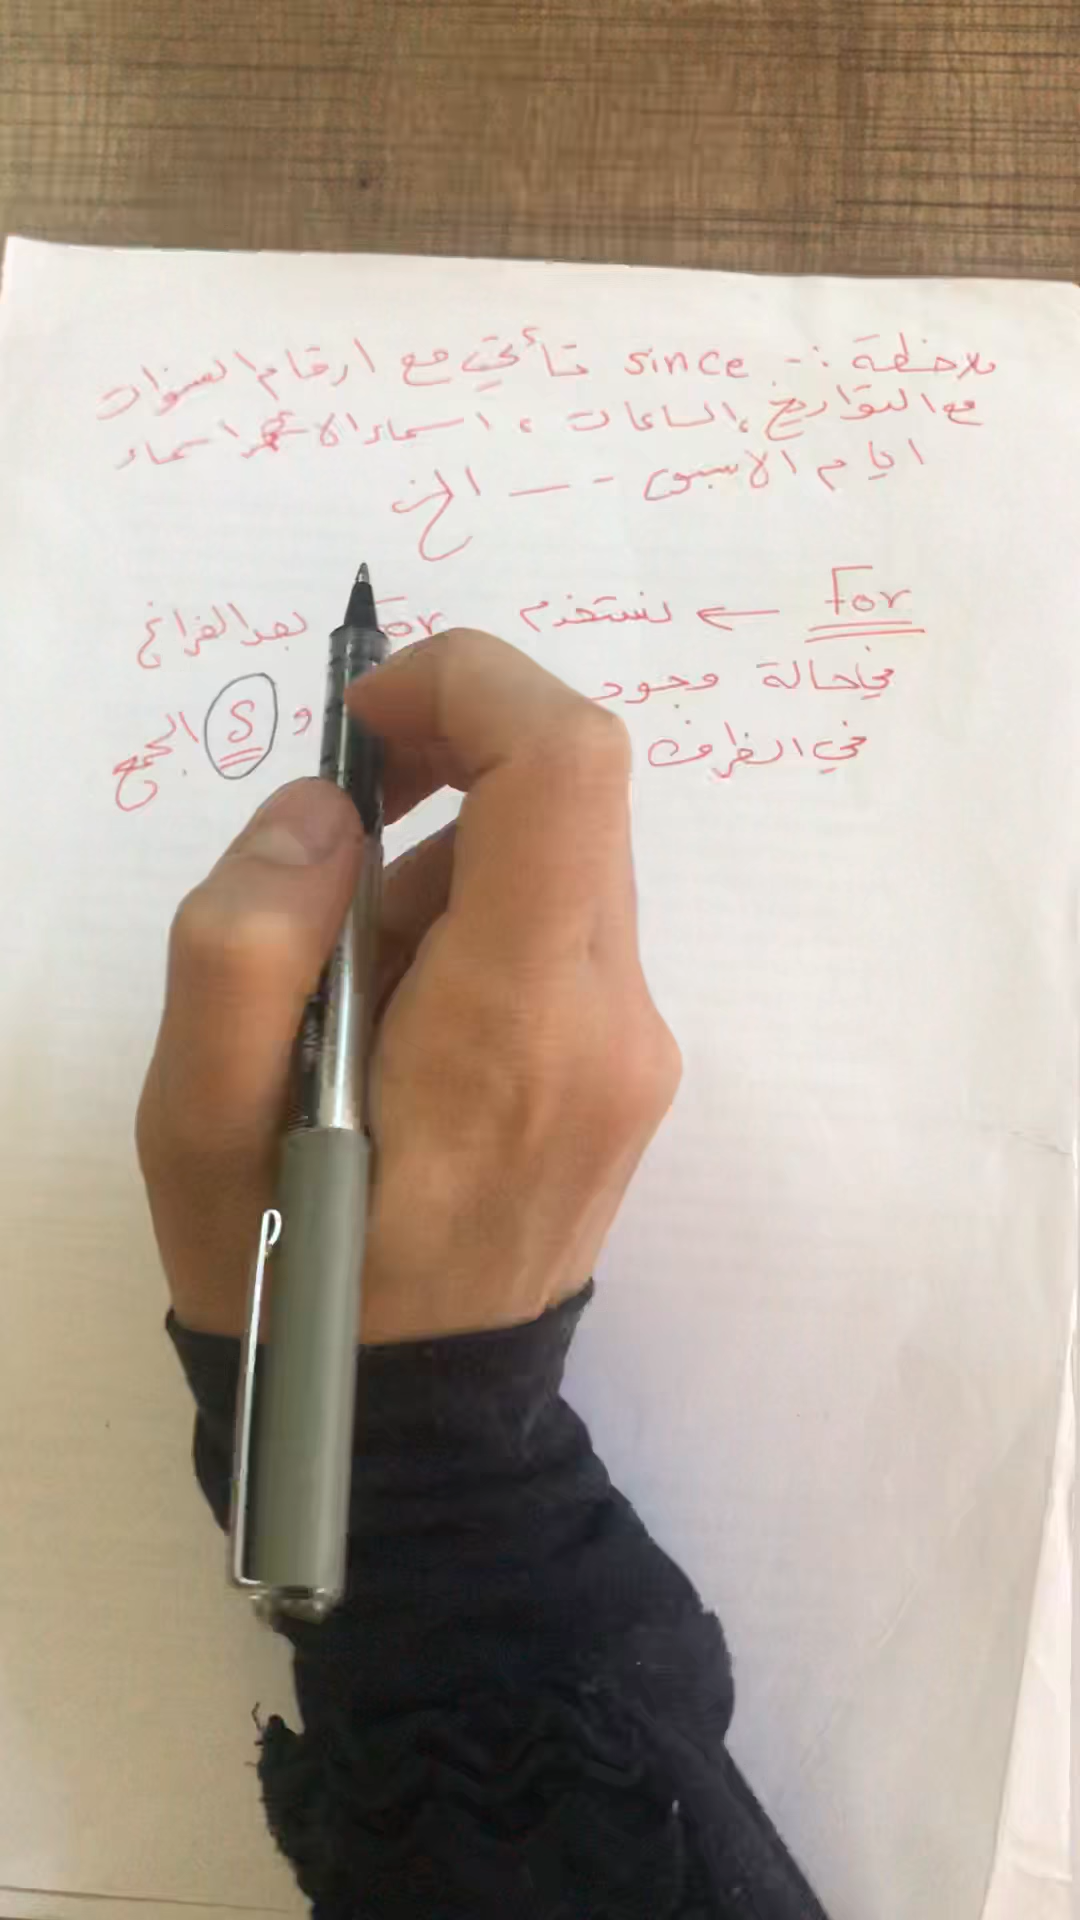 ملاحظة :- since تأتي مع ارقام السنوات
مع التواريخ ، الساعات ، اسماء الاشهر اسماء
ايام الاسبوع - — الخ
For ← نستخدم For بعد الفراغ
في حالة وجود
في الظرف و S الجمع